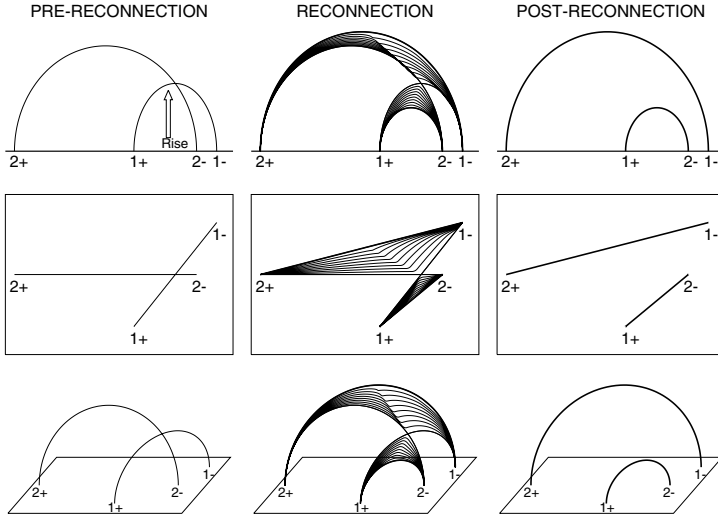 PRE-RECONNECTION RECONNECTION POST-RECONNECTION
Rise
2+ 1+ 2- 1- 2+ 1+ 2- 1- 2+ 1+ 2- 1-
1- 1- 1-
2+ 2- 2+ 2- 2+ 2-
1+ 1+ 1+
1- 1- 1-
2+ 2- 2+ 2- 2+ 2-
1+ 1+ 1+